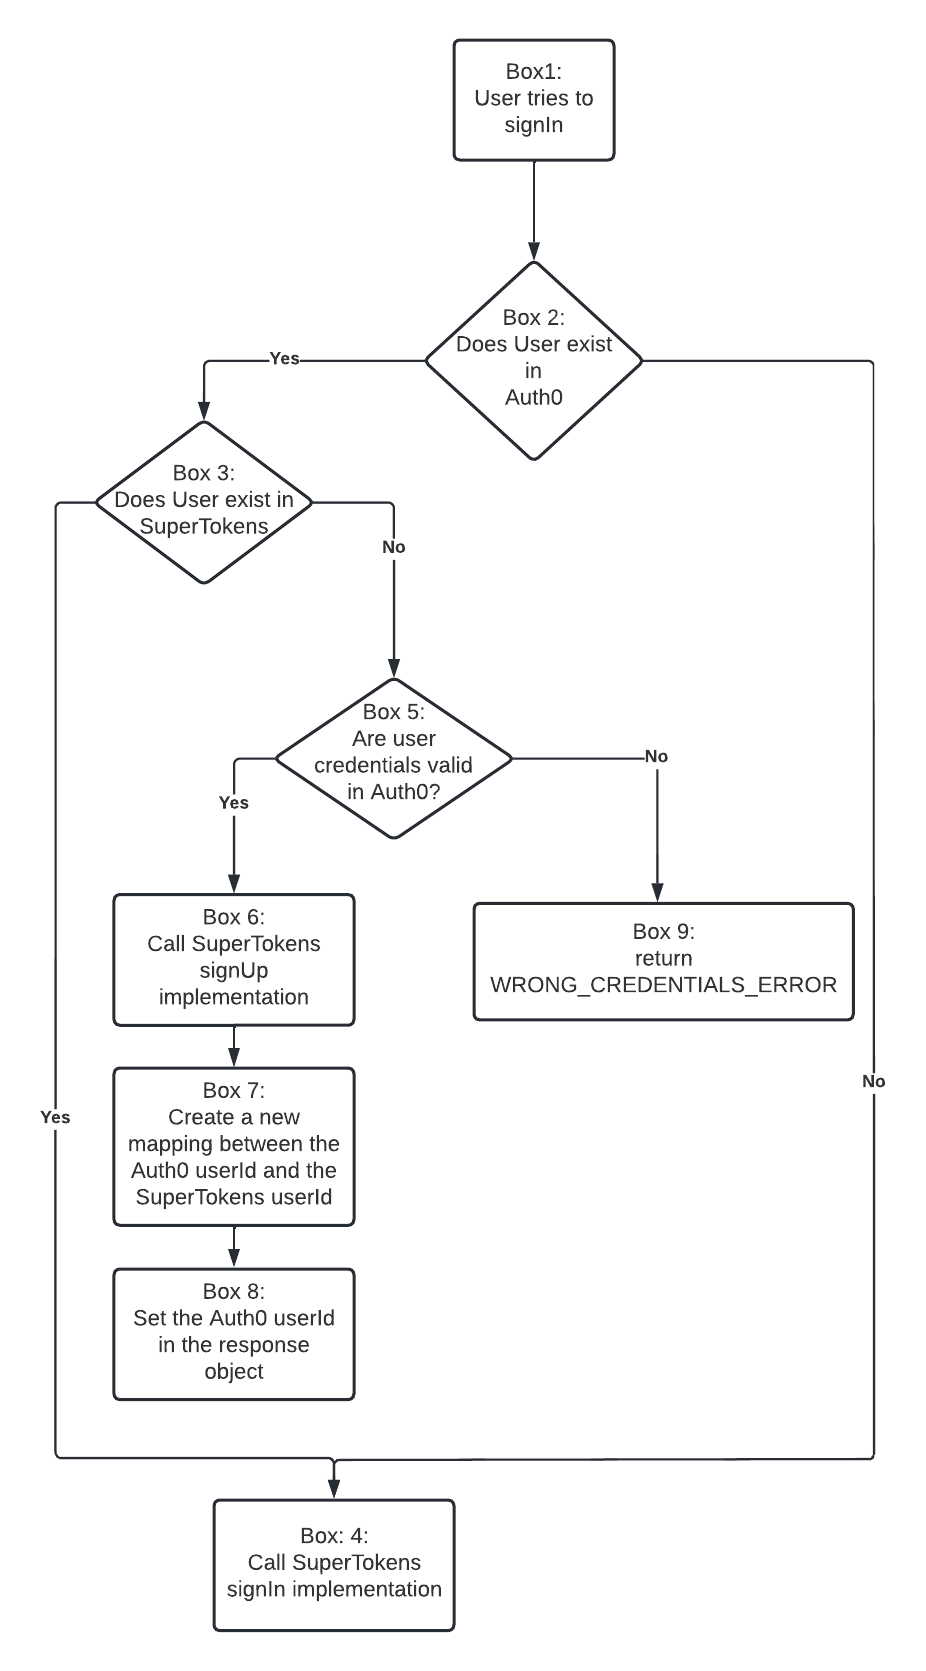 Box1:
User tries to
signIn
Box 2:
Does User exist
in
Auth0
Yes
Box 3:
Does User exist in
SuperTokens
No
Box 5:
Are user
credentials valid
in Auth0?
No
Yes
Box 6:
Call SuperTokens
signUp
implementation
Box 9:
return
WRONG_CREDENTIALS_ERROR
No
Box 7:
Create a new
mapping between the
Auth0 userId and the
SuperTokens userId
Yes
Box 8:
Set the Auth0 userId
in the response
object
Box: 4:
Call SuperTokens
signIn implementation